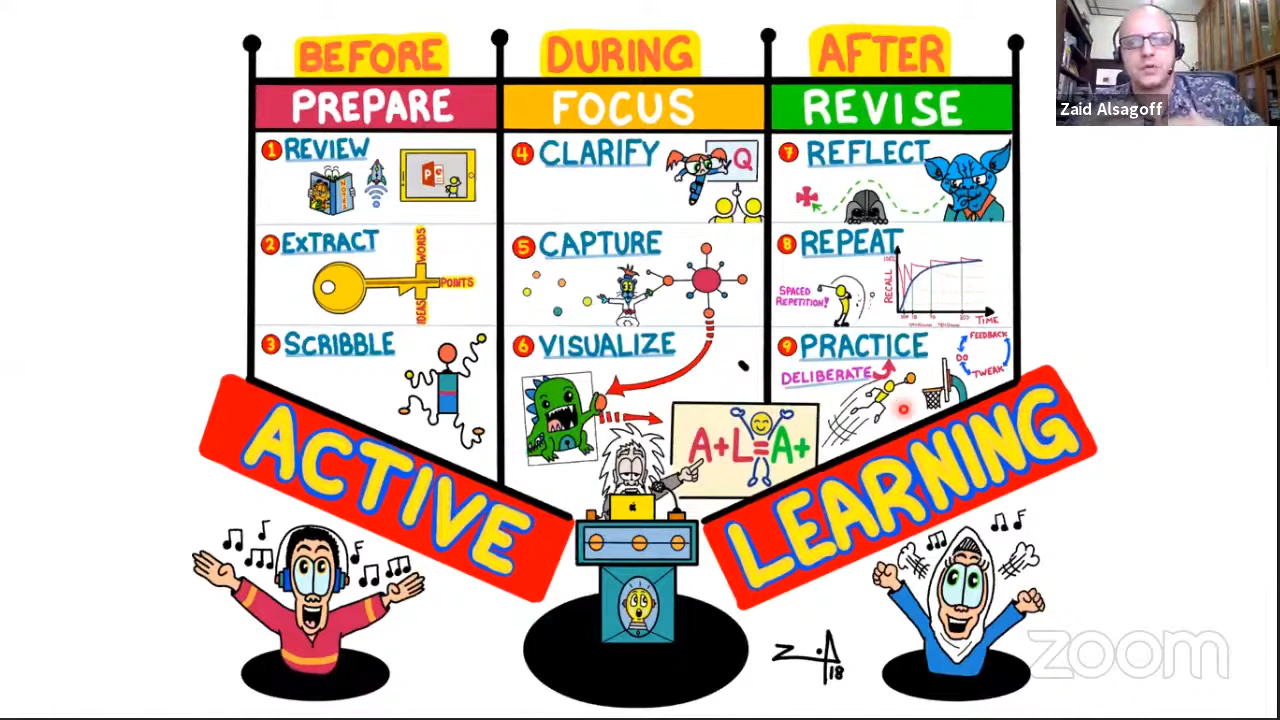 BEFORE
DURING
AFTER
PREPARE
FOCUS
REVISE
Zaid Alsagoff
1 REVIEW
NOTES
P
4 CLARIFY
Q
7 REFLECT
2 EXTRACT
WORDS
POINTS
IDEAS
5 CAPTURE
8 REPEAT
SPACED
REPETITION!
RECALL
TIME
3 SCRIBBLE
6 VISUALIZE
9 PRACTICE
DELIBERATE
FEEDBACK
DO
TWEAK
A+L=A+
ACTIVE
LEARNING
18
zoom